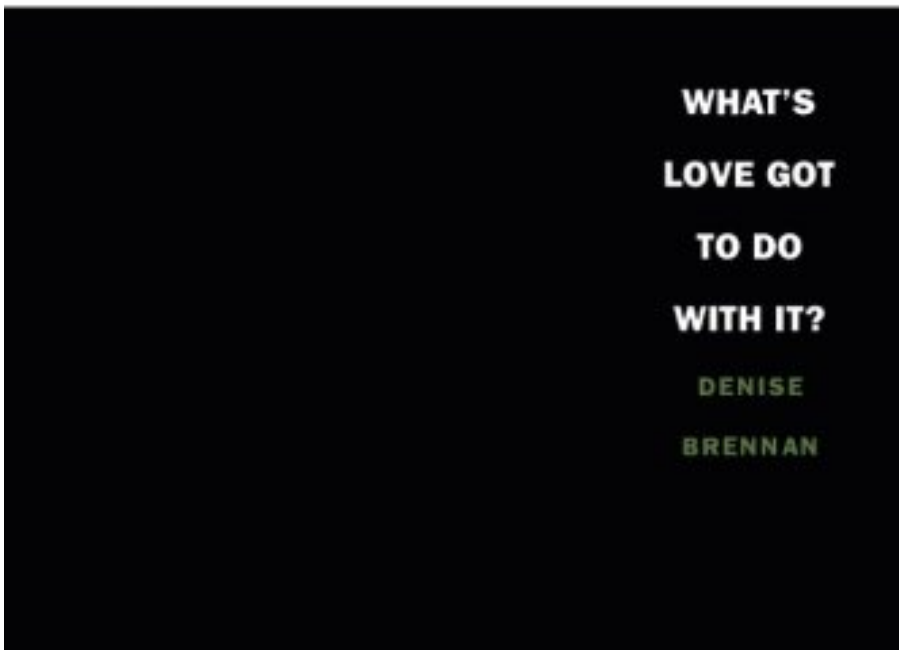 WHAT'S
LOVE GOT
TO DO
WITH IT?
DENISE
BRENNAN